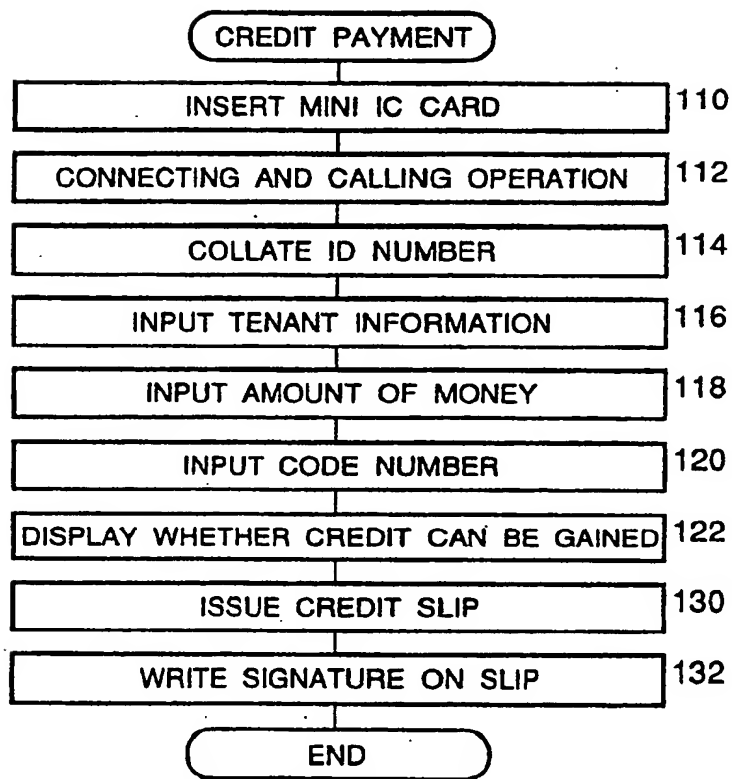 CREDIT PAYMENT
INSERT MINI IC CARD 110
CONNECTING AND CALLING OPERATION 112
COLLATE ID NUMBER 114
INPUT TENANT INFORMATION 116
INPUT AMOUNT OF MONEY 118
INPUT CODE NUMBER 120
DISPLAY WHETHER CREDIT CAN BE GAINED 122
ISSUE CREDIT SLIP 130
WRITE SIGNATURE ON SLIP 132
END